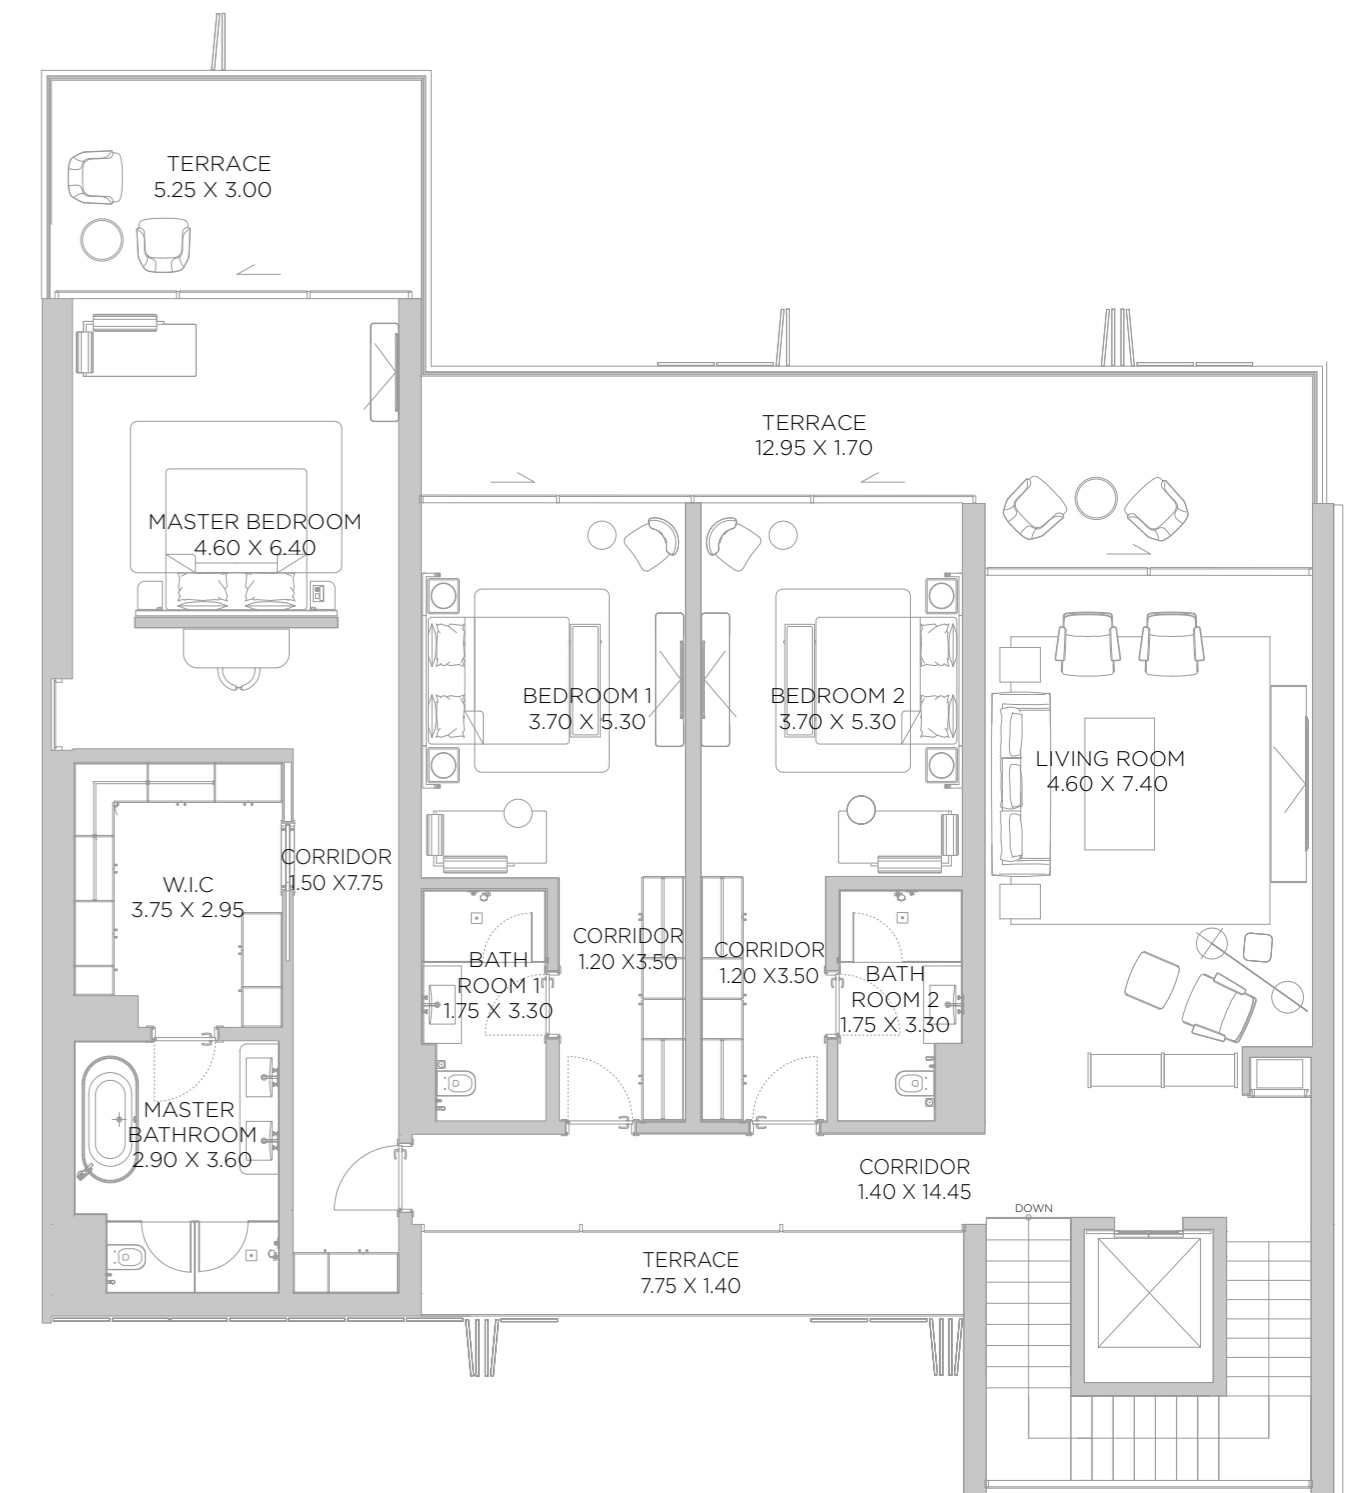 TERRACE
5.25 X 3.00
TERRACE
12.95 X 1.70
MASTER BEDROOM
4.60 X 6.40
BEDROOM 1
3.70 X 5.30
BEDROOM 2
3.70 X 5.30
LIVING ROOM
4.60 X 7.40
CORRIDOR
1.50 X7.75
W.I.C
3.75 X 2.95
CORRIDOR
1.20 X3.50
CORRIDOR
1.20 X3.50
BATH
ROOM 1
1.75 X 3.30
BATH
ROOM 2
1.75 X 3.30
MASTER
BATHROOM
2.90 X 3.60
CORRIDOR
1.40 X 14.45
DOWN
TERRACE
7.75 X 1.40